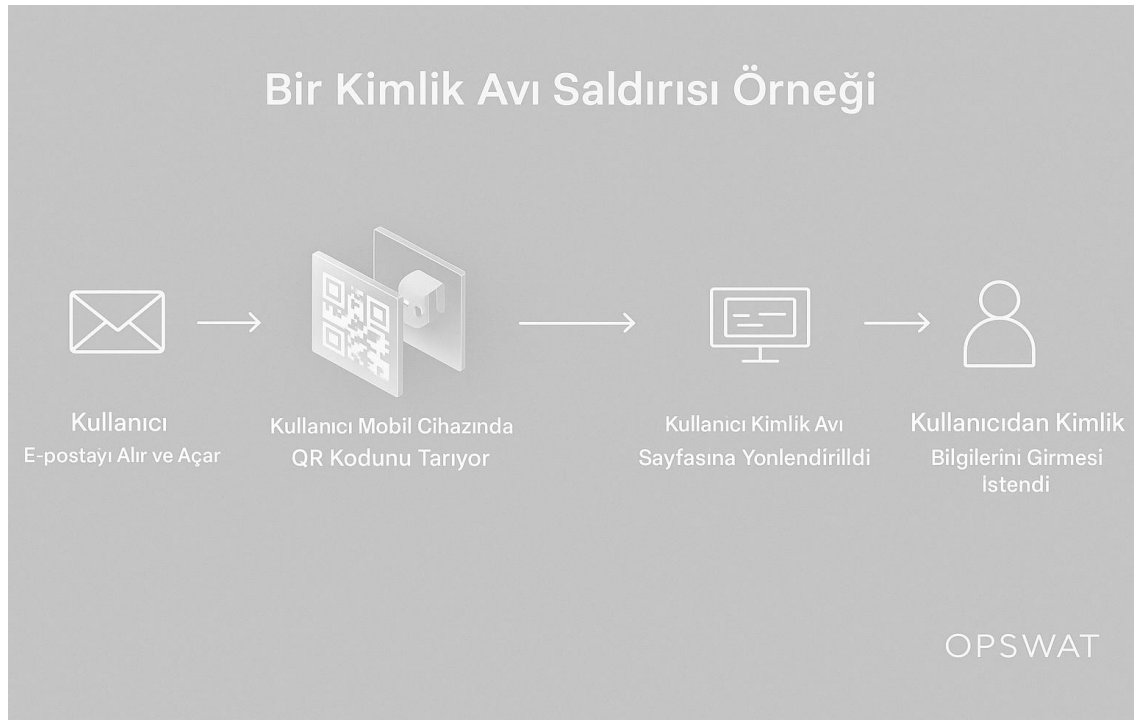 Bir Kimlik Avı Saldırısı Örneği
Kullanıcı
E-postayı Alır ve Açar
Kullanıcı Mobil Cihazında
QR Kodunu Tarıyor
Kullanıcı Kimlik Avı
Sayfasına Yonlendirilldi
Kullanıcıdan Kimlik
Bilgilerini Girmesi
İstendi
OPSWAT